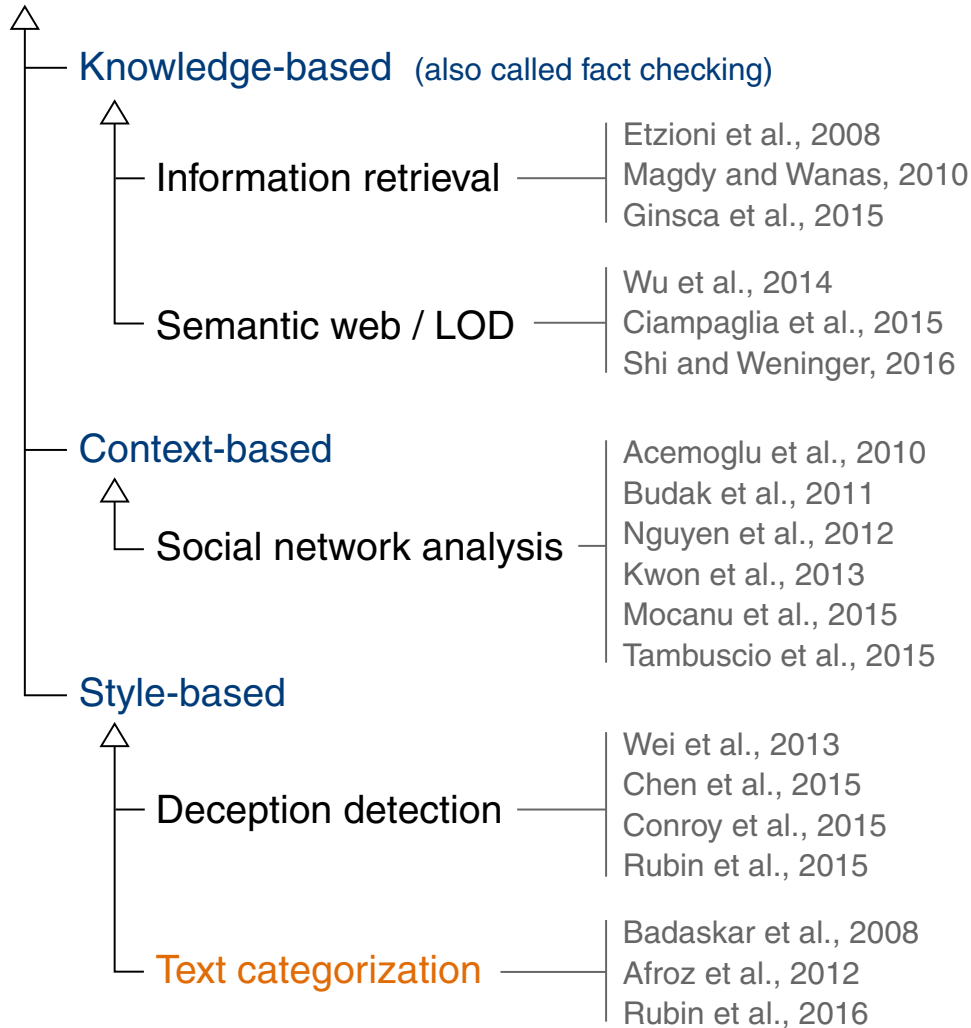 Knowledge-based (also called fact checking)
Information retrieval
Etzioni et al., 2008
Magdy and Wanas, 2010
Ginsca et al., 2015
Semantic web / LOD
Wu et al., 2014
Ciampaglia et al., 2015
Shi and Weninger, 2016
Context-based
Social network analysis
Acemoglu et al., 2010
Budak et al., 2011
Nguyen et al., 2012
Kwon et al., 2013
Mocanu et al., 2015
Tambuscio et al., 2015
Style-based
Deception detection
Wei et al., 2013
Chen et al., 2015
Conroy et al., 2015
Rubin et al., 2015
Text categorization
Badaskar et al., 2008
Afroz et al., 2012
Rubin et al., 2016